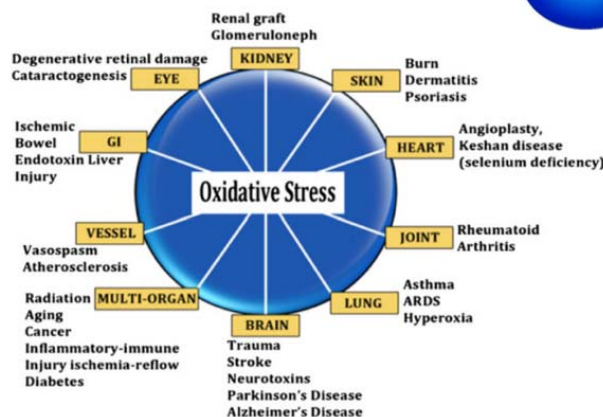 Renal graft
Glomeruloneph
KIDNEY
Burn
Dermatitis
Psoriasis
SKIN
Angioplasty,
Keshan disease
(selenium deficiency)
HEART
Rheumatoid
Arthritis
JOINT
Asthma
ARDS
Hyperoxia
LUNG
BRAIN
Trauma
Stroke
Neurotoxins
Parkinson's Disease
Alzheimer's Disease
MULTI-ORGAN
Radiation
Aging
Cancer
Inflammatory-immune
Injury ischemia-reflow
Diabetes
VESSEL
Vasospasm
Atherosclerosis
GI
Ischemic
Bowel
Endotoxin Liver
Injury
Degenerative retinal damage
Cataractogenesis
EYE
Oxidative Stress